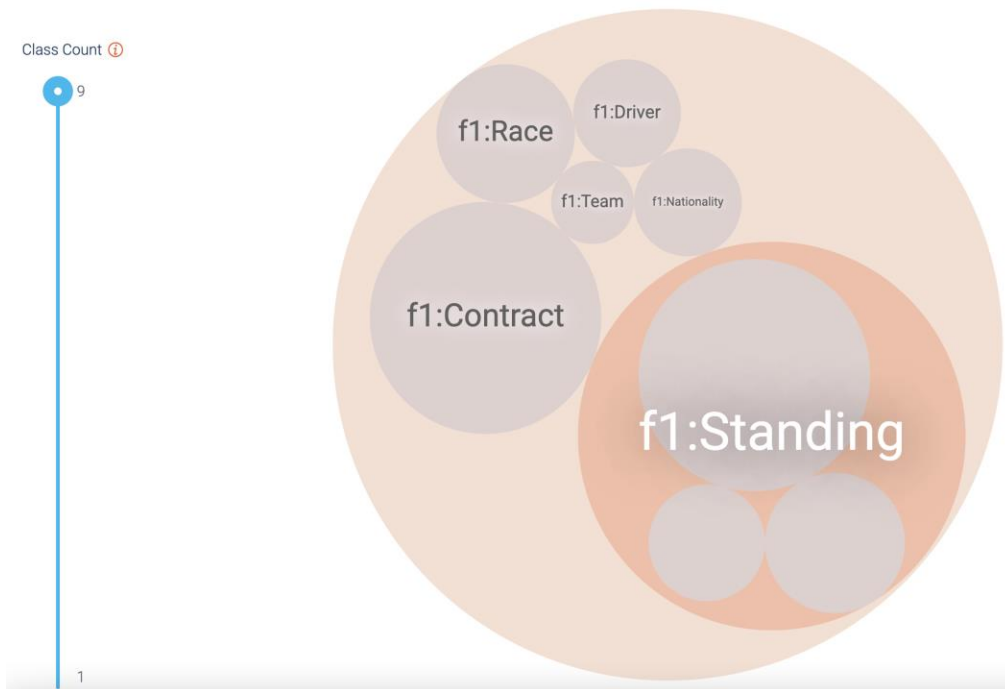 Class Count
9
f1:Driver
f1:Race
f1:Team
f1:Nationality
f1:Contract
f1:Standing
1